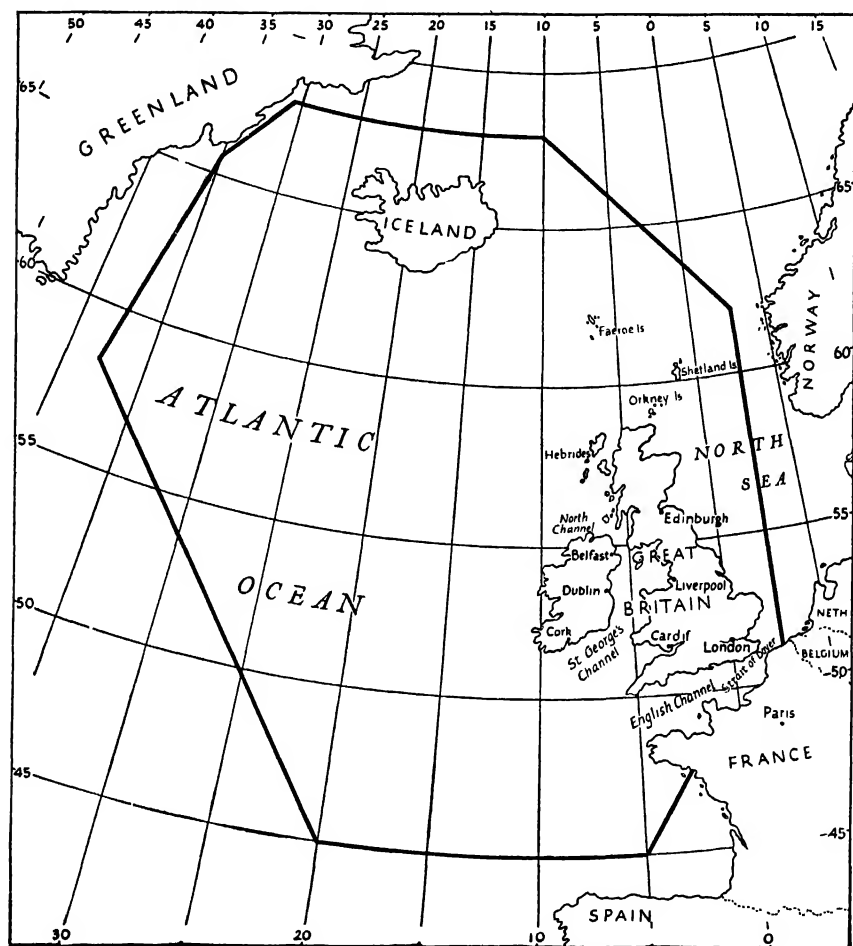 50 45 40 35 30 25 20 15 10 5 0 5 10 15
65
GREENLAND
65
ICELAND
60
NORWAY
Faeroe Is
60
Shetland Is
ATLANTIC
Orkney Is
55
Hebrides
NORTH
SEA
North
Channel
Edinburgh
55
Belfast
GREAT
50
OCEAN
Dublin
Liverpool
BRITAIN
NETH
Cork
St George's
Channel
Cardif
London
BELGIUM
Strait of Dover
50
English Channel
Paris
45
FRANCE
45
SPAIN
30 20 10 0